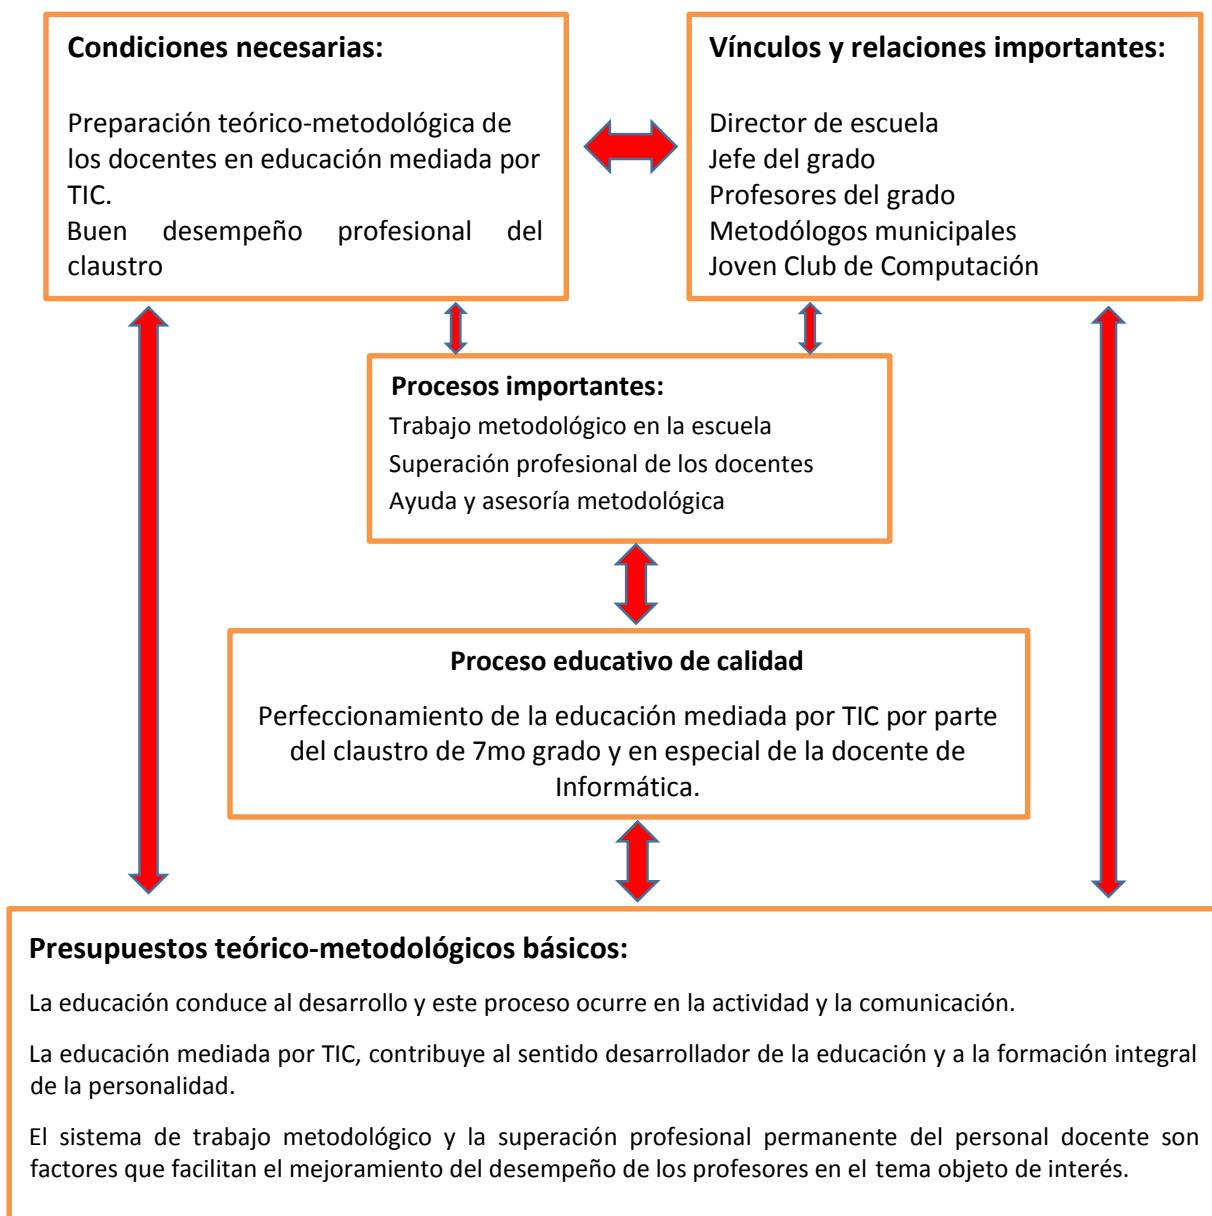 Condiciones necesarias:
Preparación teórico-metodológica de
los docentes en educación mediada por
TIC.
Buen desempeño profesional del
claustro
Vínculos y relaciones importantes:
Director de escuela
Jefe del grado
Profesores del grado
Metodólogos municipales
Joven Club de Computación
Procesos importantes:
Trabajo metodológico en la escuela
Superación profesional de los docentes
Ayuda y asesoría metodológica
Proceso educativo de calidad
Perfeccionamiento de la educación mediada por TIC por parte
del claustro de 7mo grado y en especial de la docente de
Informática.
Presupuestos teórico-metodológicos básicos:
La educación conduce al desarrollo y este proceso ocurre en la actividad y la comunicación.
La educación mediada por TIC, contribuye al sentido desarrollador de la educación y a la formación integral
de la personalidad.
El sistema de trabajo metodológico y la superación profesional permanente del personal docente son
factores que facilitan el mejoramiento del desempeño de los profesores en el tema objeto de interés.